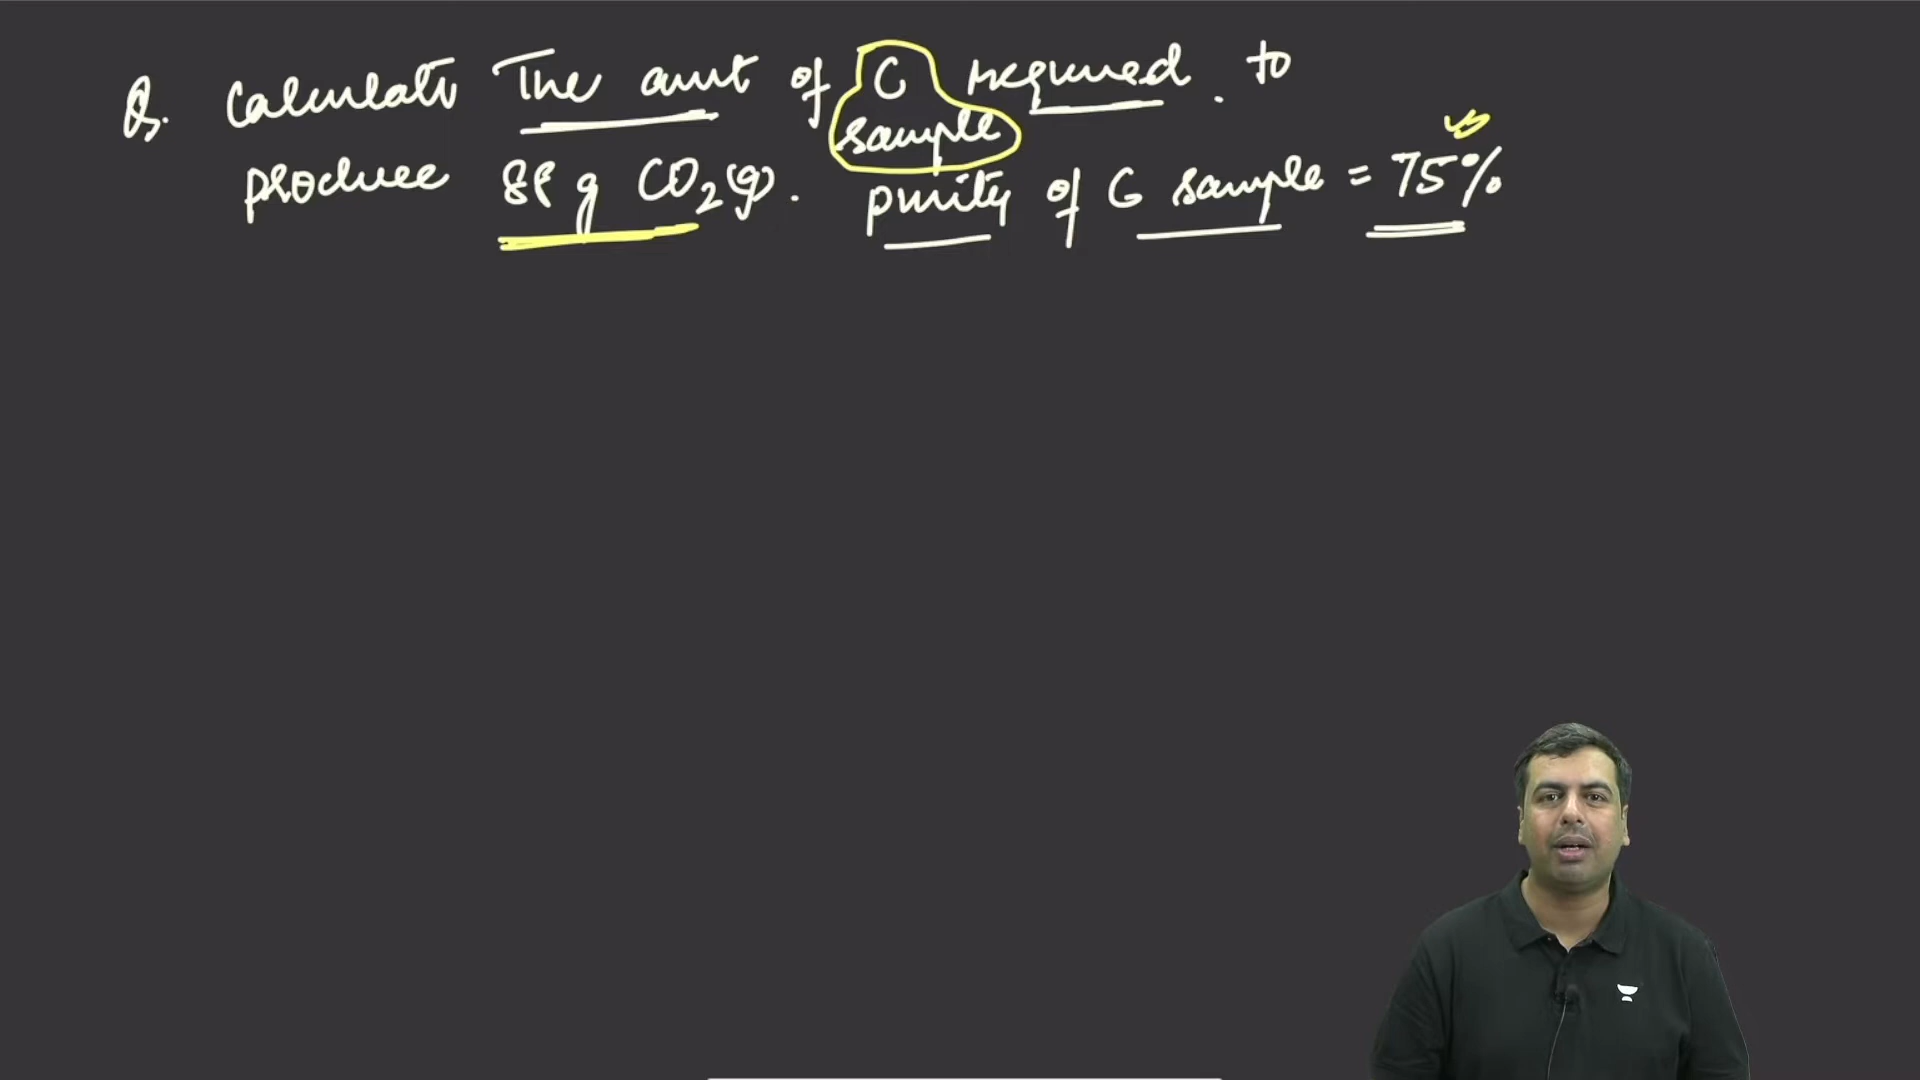 Q. Calculate The amt of C sample required to
produce 88 g CO2(g). purity of C sample = 75%